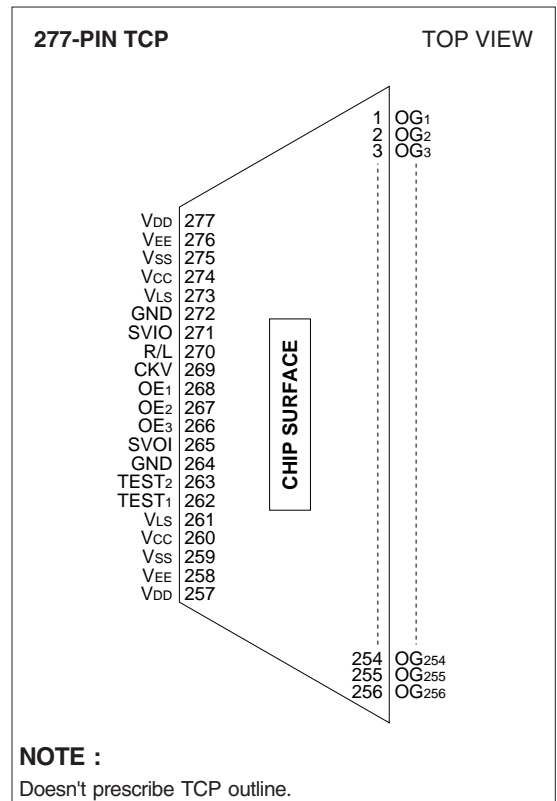 277-PIN TCP TOP VIEW
1 OG1
2 OG2
3 OG3
VDD 277
VEE 276
VSS 275
VCC 274
VLS 273
GND 272
SVIO 271
R/L 270
CKV 269
OE1 268
OE2 267
OE3 266
SVOI 265
GND 264
TEST2 263
TEST1 262
VLS 261
VCC 260
VSS 259
VEE 258
VDD 257
CHIP SURFACE
254 OG254
255 OG255
256 OG256
NOTE :
Doesn't prescribe TCP outline.